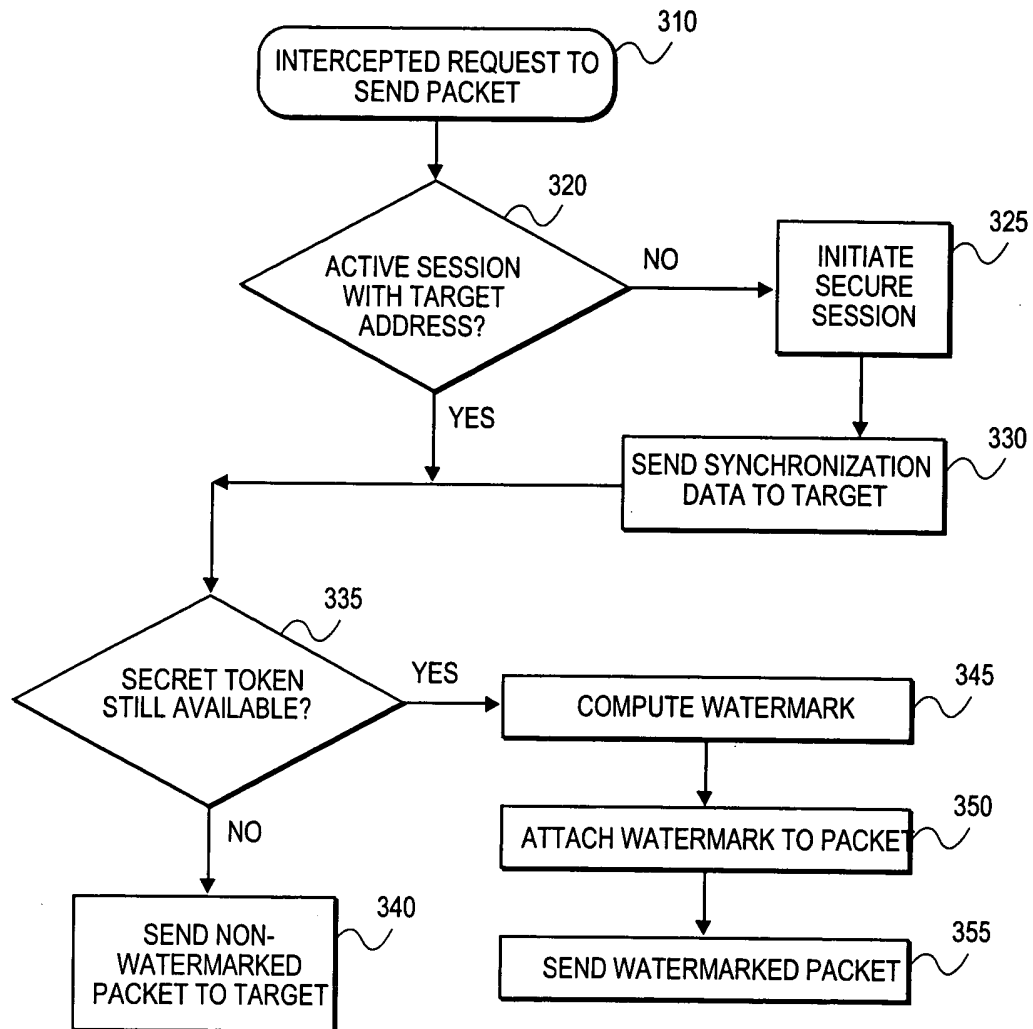 310
INTERCEPTED REQUEST TO
SEND PACKET
320
ACTIVE SESSION
WITH TARGET
ADDRESS?
NO
325
INITIATE
SECURE
SESSION
YES
330
SEND SYNCHRONIZATION
DATA TO TARGET
335
SECRET TOKEN
STILL AVAILABLE?
YES
345
COMPUTE WATERMARK
NO
350
ATTACH WATERMARK TO PACKET
340
SEND NON-
WATERMARKED
PACKET TO TARGET
355
SEND WATERMARKED PACKET